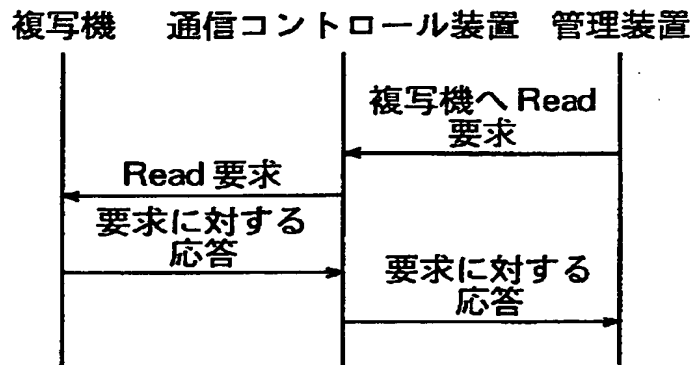 複写機 通信コントロール装置 管理装置
複写機へ Read
要求
Read 要求
要求に対する
応答
要求に対する
応答